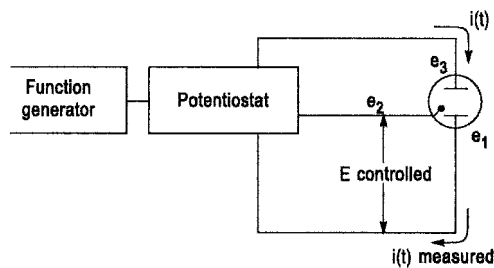 i(t)
e3
Function
generator
Potentiostat
e2
e1
E controlled
i(t) measured